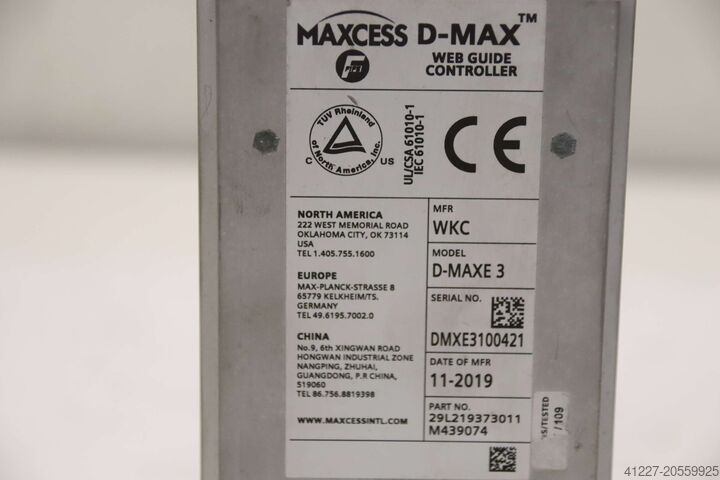 MAXCESS D-MAX™
FIFE
WEB GUIDE
CONTROLLER
TÜV Rheinland
of North America, Inc.
C US
UL/CSA 61010-1
IEC 61010-1
CE
NORTH AMERICA
222 WEST MEMORIAL ROAD
OKLAHOMA CITY, OK 73114
USA
TEL 1.405.755.1600
EUROPE
MAX-PLANCK-STRASSE 8
65779 KELKHEIM/TS.
GERMANY
TEL 49.6195.7002.0
CHINA
No.9, 6th XINGWAN ROAD
HONGWAN INDUSTRIAL ZONE
NANGPING, ZHUHAI,
GUANGDONG, P.R CHINA,
519060
TEL 86.756.8819398
WWW.MAXCESSINTL.COM
MFR
WKC
MODEL
D-MAXE 3
SERIAL NO.
DMXE3100421
DATE OF MFR
11-2019
PART NO.
29L219373011
M439074
/TESTED
/109
41227-20559925